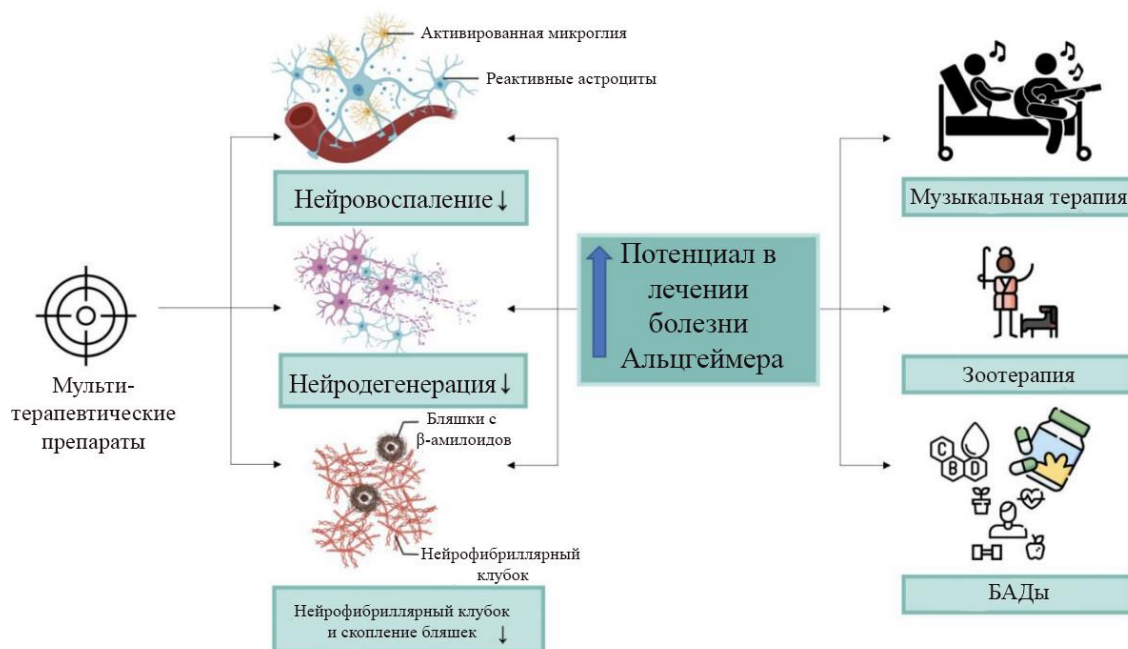 Активированная микроглия
Реактивные астроциты
Нейровоспаление ↓
Нейродегенерация ↓
Бляшки с
β-амилоидов
Нейрофибриллярный
клубок
Нейрофибриллярный клубок
и скопление бляшек ↓
Мульти-
терапевтические
препараты
Потенциал в
лечении
болезни
Альцгеймера
Музыкальная терапия
Зоотерапия
C B D
БАДы